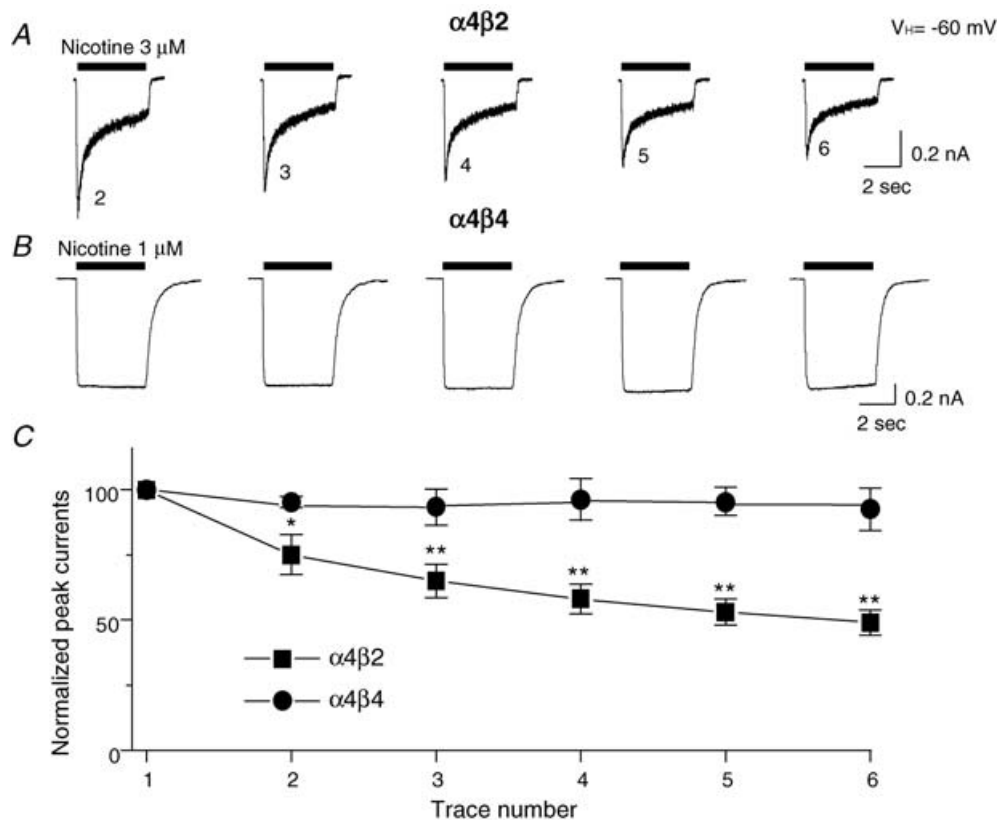 A
α4β2
VH= -60 mV
Nicotine 3 μM
2
3
4
5
6
0.2 nA
2 sec
α4β4
B
Nicotine 1 μM
0.2 nA
2 sec
C
Normalized peak currents
100
50
0
*
**
**
**
**
α4β2
α4β4
1 2 3 4 5 6
Trace number